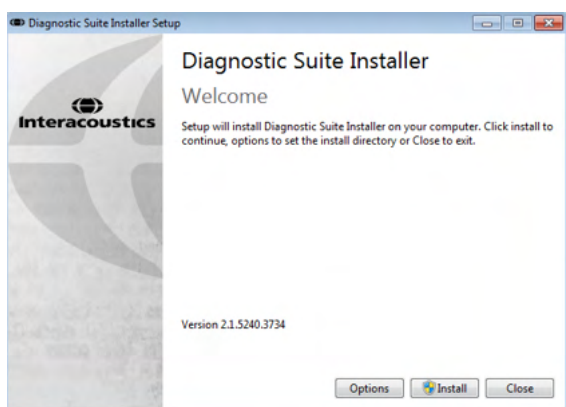 Diagnostic Suite Installer Setup
Diagnostic Suite Installer
Welcome
Interacoustics
Setup will install Diagnostic Suite Installer on your computer. Click install to
continue, options to set the install directory or Close to exit.
Version 2.1.5240.3734
Options
Install
Close